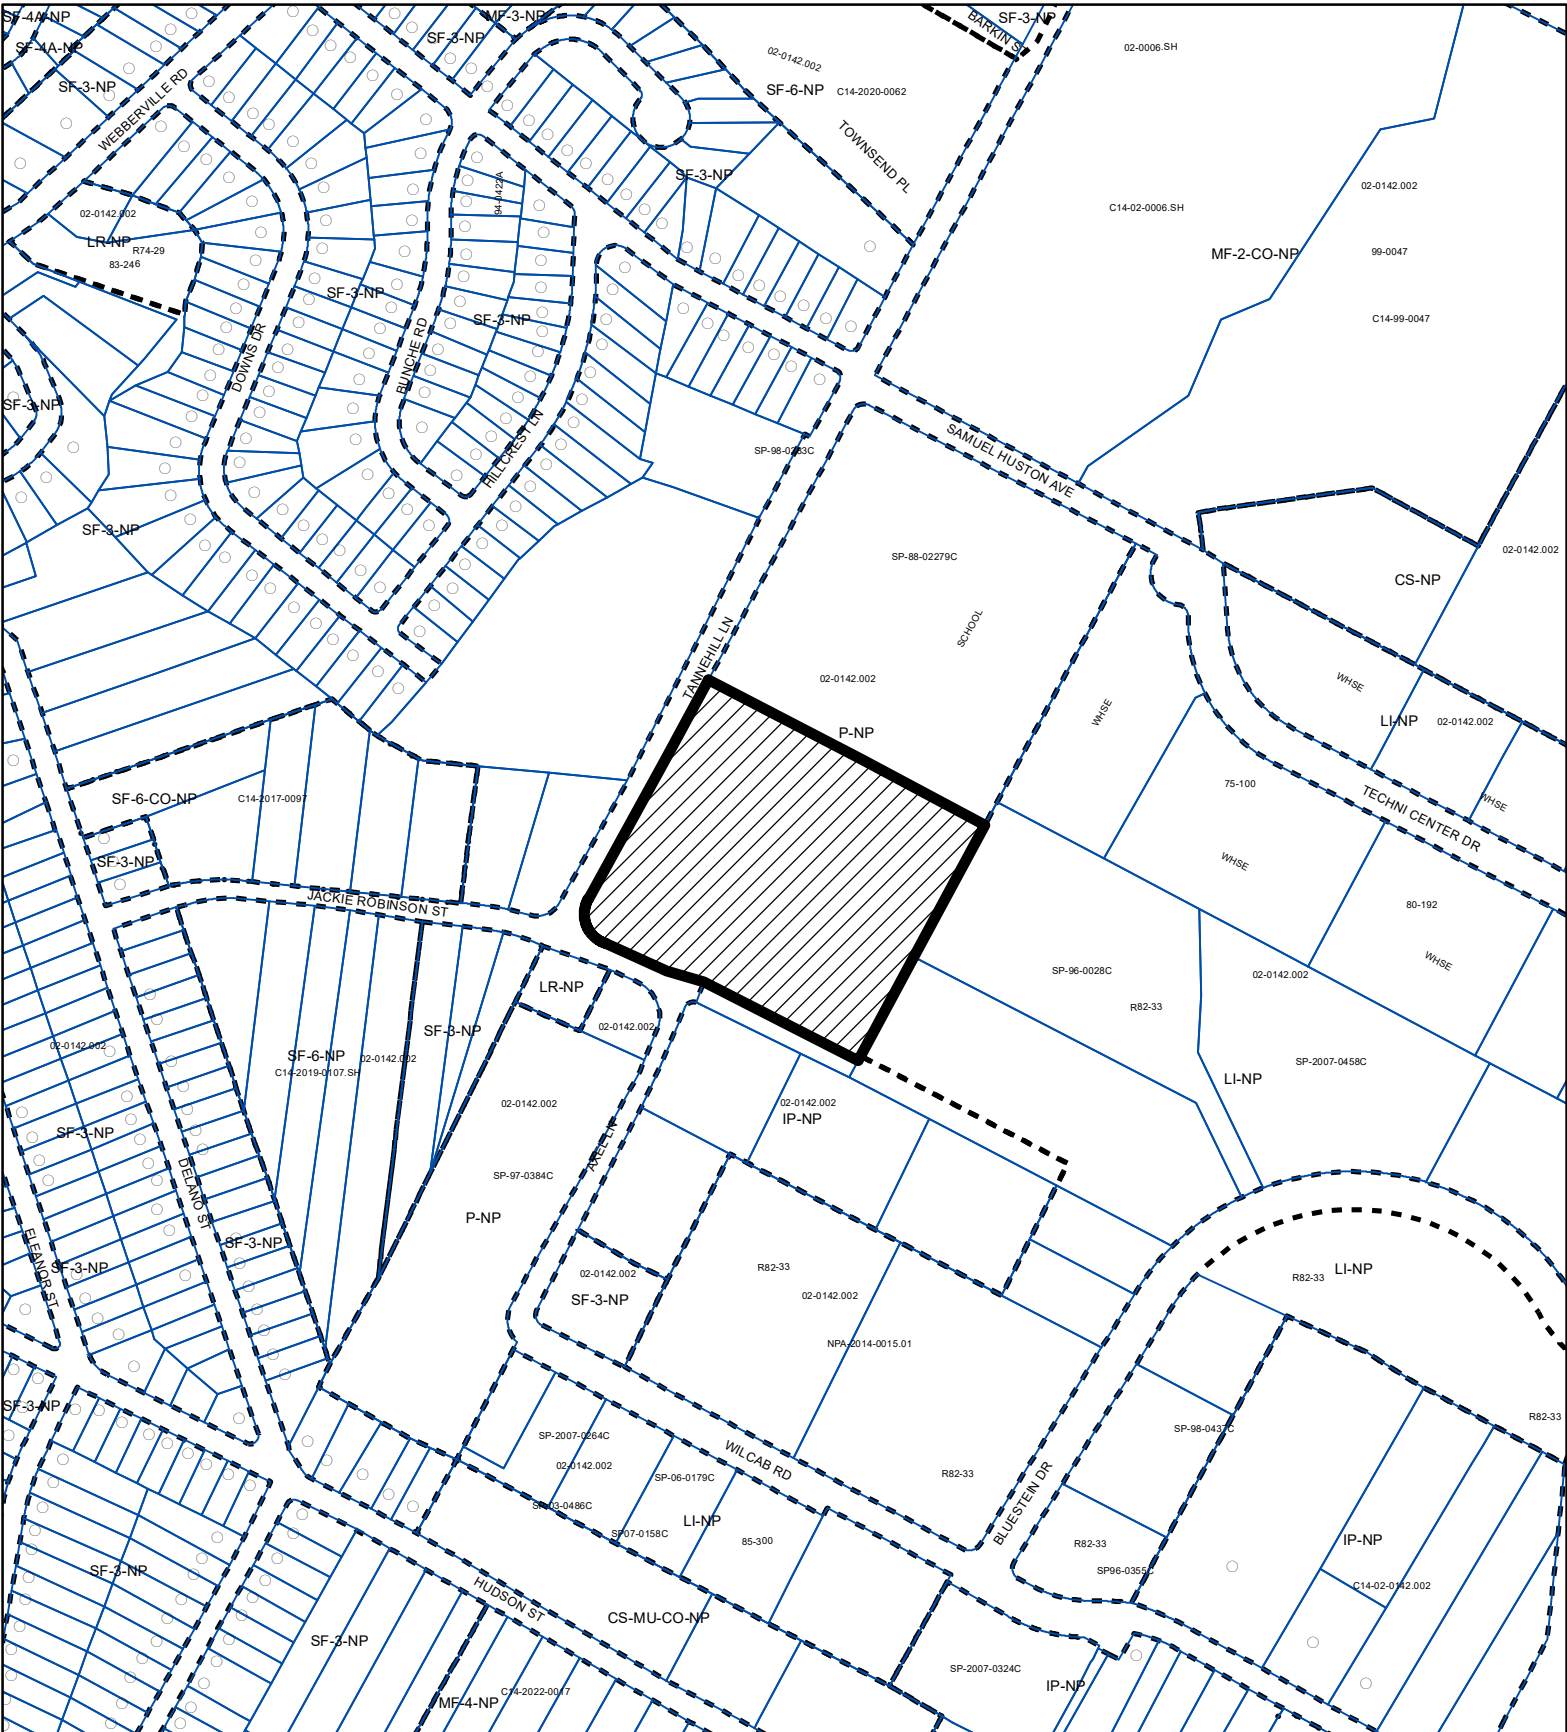 SF-4A-NP
MF-3-NP
SF-3-NP
SF-3-NP
BARKIN S
SF-4A-NP
02-0006.SH
02-0142.002
SF-3-NP
SF-6-NP
C14-2020-0062
WEBBERVILLE RD
TOWNSEND PL
SF-3-NP
94-0422A
02-0142.002
02-0142.002
C14-02-0006.SH
LR-NP
R74-29
83-246
MF-2-CO-NP
99-0047
SF-3-NP
SF-3-NP
C14-99-0047
DOWNS DR
BUNCHE RD
SF-3-NP
HILLCREST LN
SP-98-0283C
SAMUEL HUSTON AVE
SF-3-NP
SP-88-02279C
02-0142.002
CS-NP
SCHOOL
TANNEHILL LN
02-0142.002
WHSE
WHSE
LI-NP
02-0142.002
P-NP
SF-6-CO-NP
C14-2017-0097
75-100
WHSE
TECHNI CENTER DR
SF-3-NP
WHSE
JACKIE ROBINSON ST
80-192
WHSE
LR-NP
SP-96-0028C
02-0142.002
R82-33
SF-3-NP
02-0142.002
02-0142.002
SF-6-NP
02-0142.002
C14-2019-0107.SH
SP-2007-0458C
LI-NP
02-0142.002
02-0142.002
IP-NP
SF-3-NP
AXEL LN
SP-97-0384C
DELANO ST
P-NP
SF-3-NP
ELEANOR ST
SF-3-NP
02-0142.002
R82-33
LI-NP
R82-33
SF-3-NP
02-0142.002
NPA-2014-0015.01
SF-3-NP
R82-33
SP-98-0437C
SP-2007-0264C
WILCAB RD
02-0142.002
SP-06-0179C
R82-33
SP-03-0486C
BLUESTEIN DR
LI-NP
SP07-0158C
85-300
R82-33
IP-NP
SF-3-NP
SP96-0355C
C14-02-0142.002
HUDSON ST
CS-MU-CO-NP
SF-3-NP
SP-2007-0324C
IP-NP
MF-4-NP
C14-2022-0017